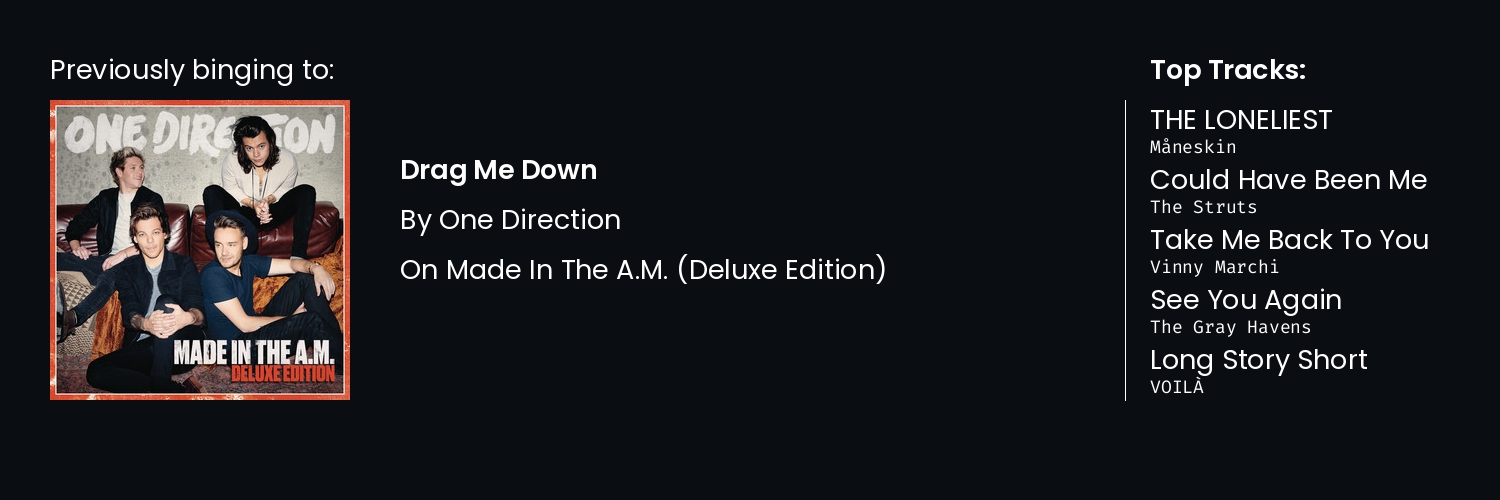 Previously binging to:
ONE DIRECTION
MADE IN THE A.M.
DELUXE EDITION
Drag Me Down
By One Direction
On Made In The A.M. (Deluxe Edition)
Top Tracks:
THE LONELIEST
Måneskin
Could Have Been Me
The Struts
Take Me Back To You
Vinny Marchi
See You Again
The Gray Havens
Long Story Short
VOILÀ